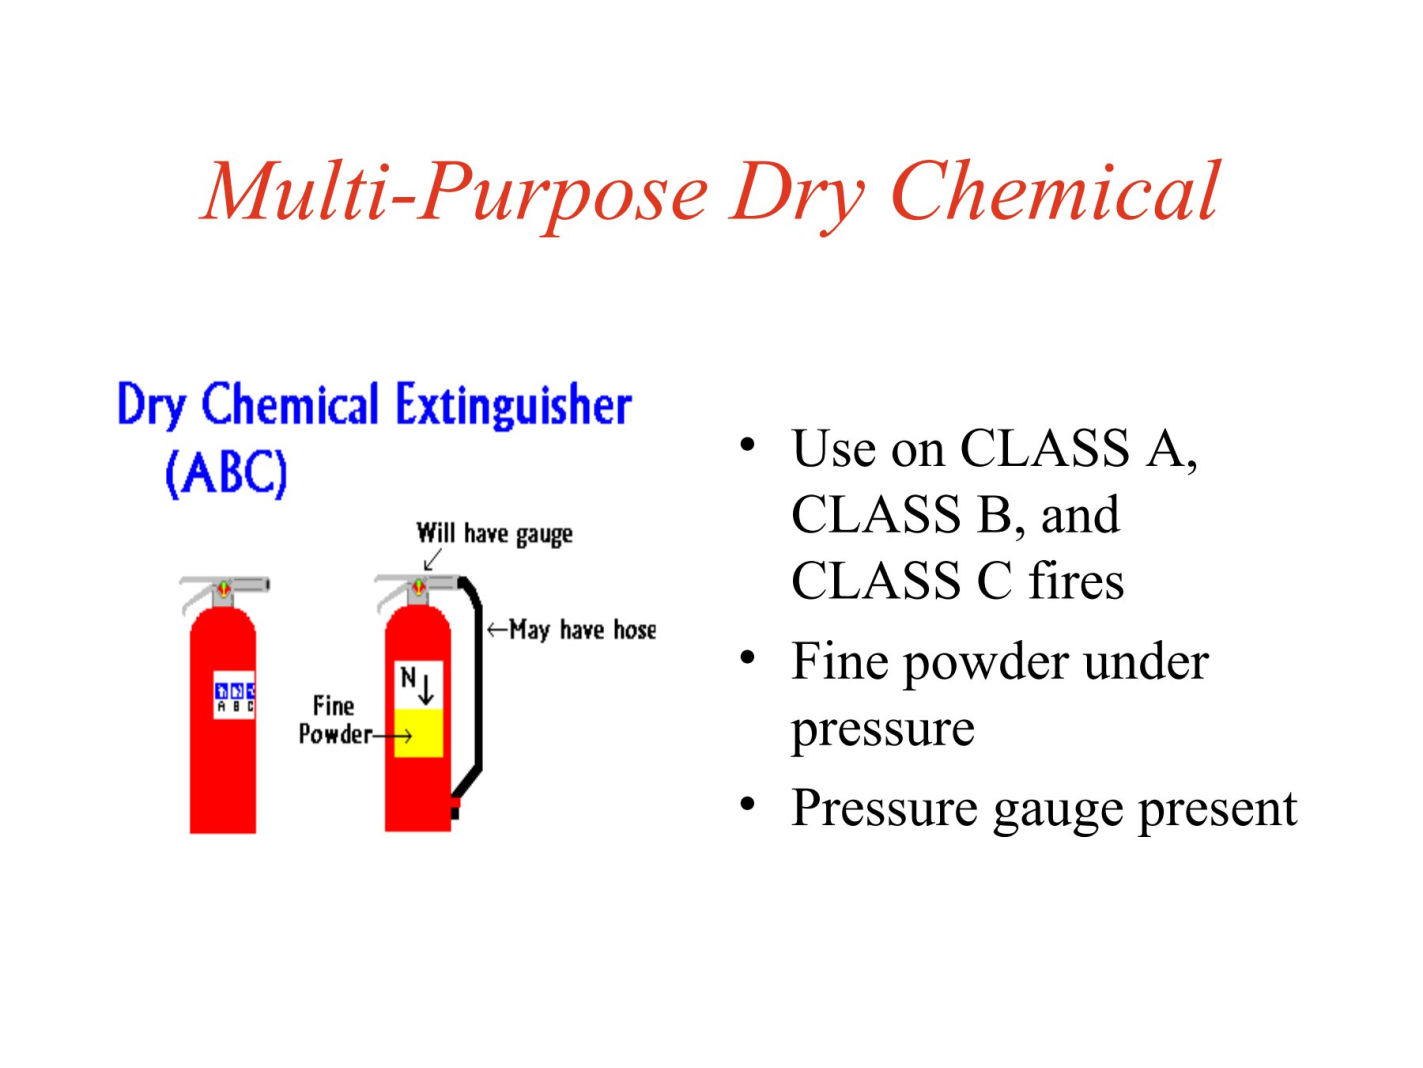 Multi-Purpose Dry Chemical
Dry Chemical Extinguisher
(ABC)
Will have gauge
May have hose
N
Fine
Powder
A B C
• Use on CLASS A,
CLASS B, and
CLASS C fires
• Fine powder under
pressure
• Pressure gauge present